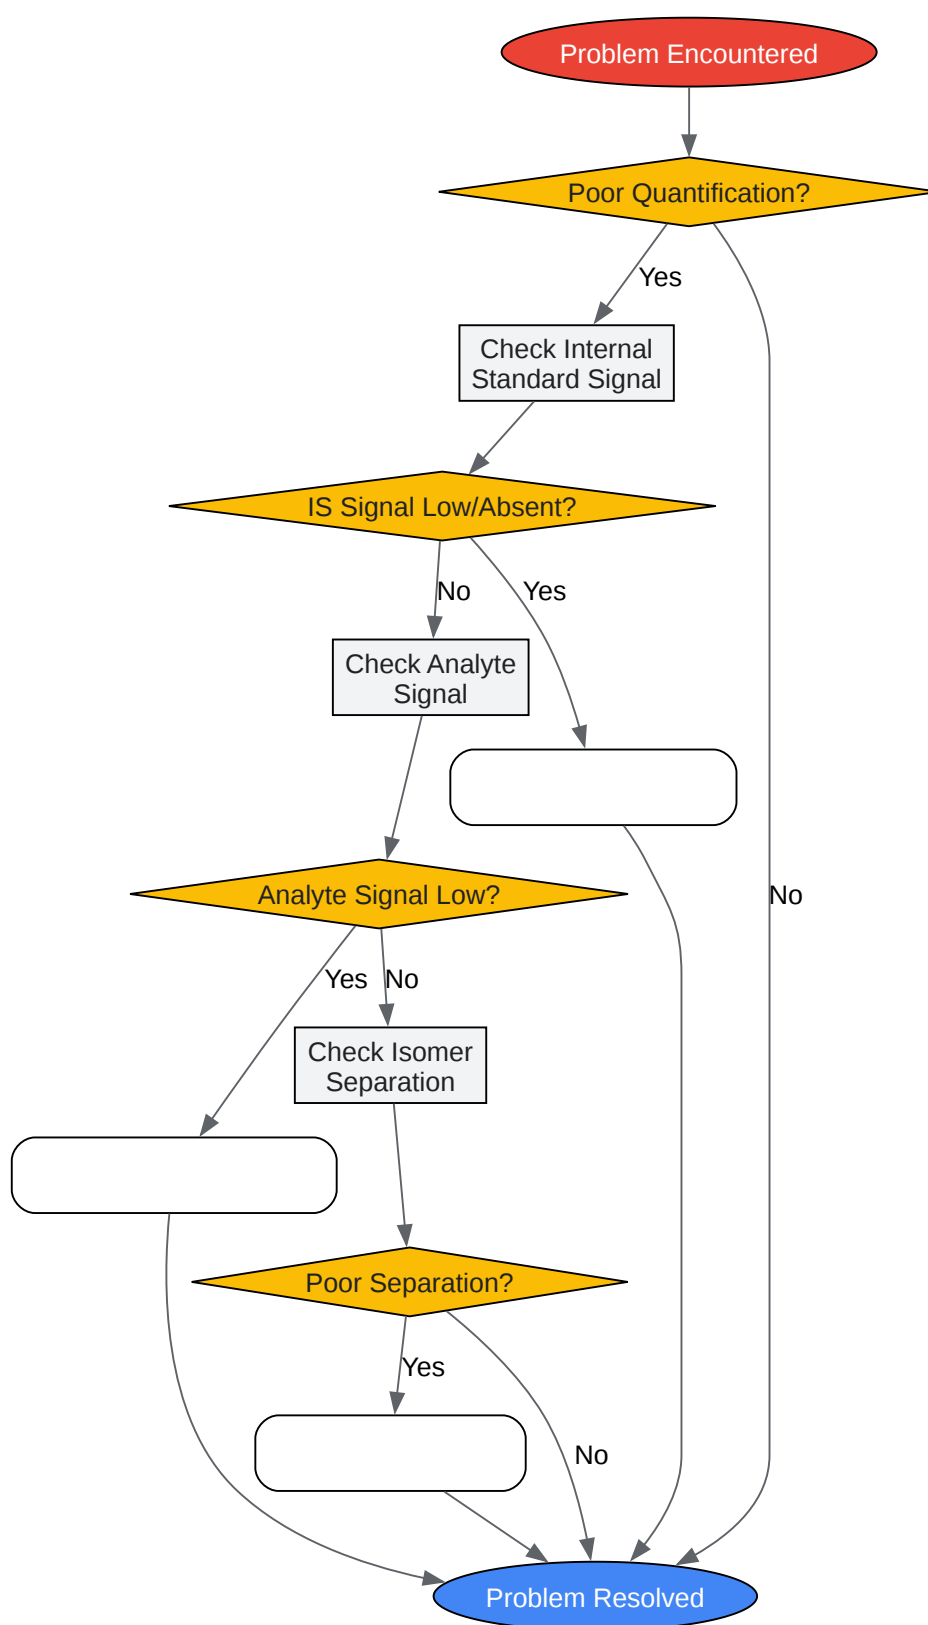 Problem Encountered
Poor Quantification?
Yes
Check Internal
Standard Signal
IS Signal Low/Absent?
No
Yes
Check Analyte
Signal
Analyte Signal Low?
No
Yes
No
Check Isomer
Separation
Poor Separation?
Yes
No
Problem Resolved